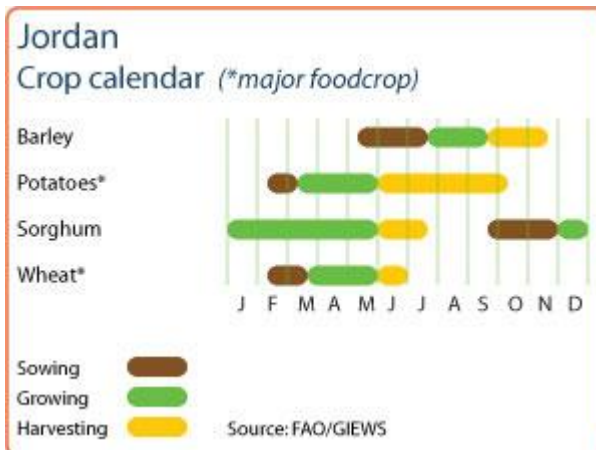 Jordan
Crop calendar (*major foodcrop)
Barley
Potatoes*
Sorghum
Wheat*
J F M A M J J A S O N D
Sowing
Growing
Harvesting Source: FAO/GIEWS